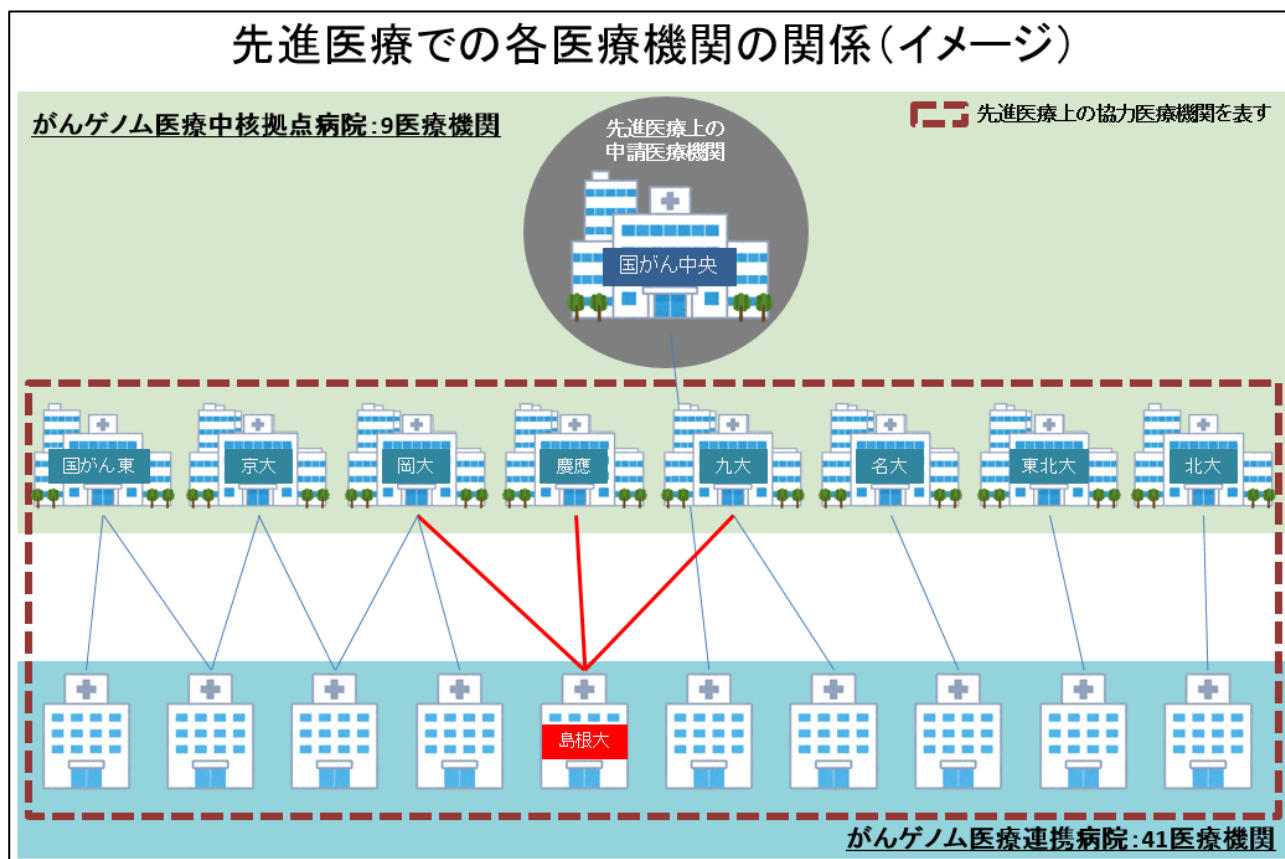 先進医療での各医療機関の関係(イメージ)
がんゲノム医療中核拠点病院:9医療機関
先進医療上の協力医療機関を表す
先進医療上の
申請医療機関
国がん中央
国がん東
京大
岡大
慶應
九大
名大
東北大
北大
島根大
がんゲノム医療連携病院:41医療機関